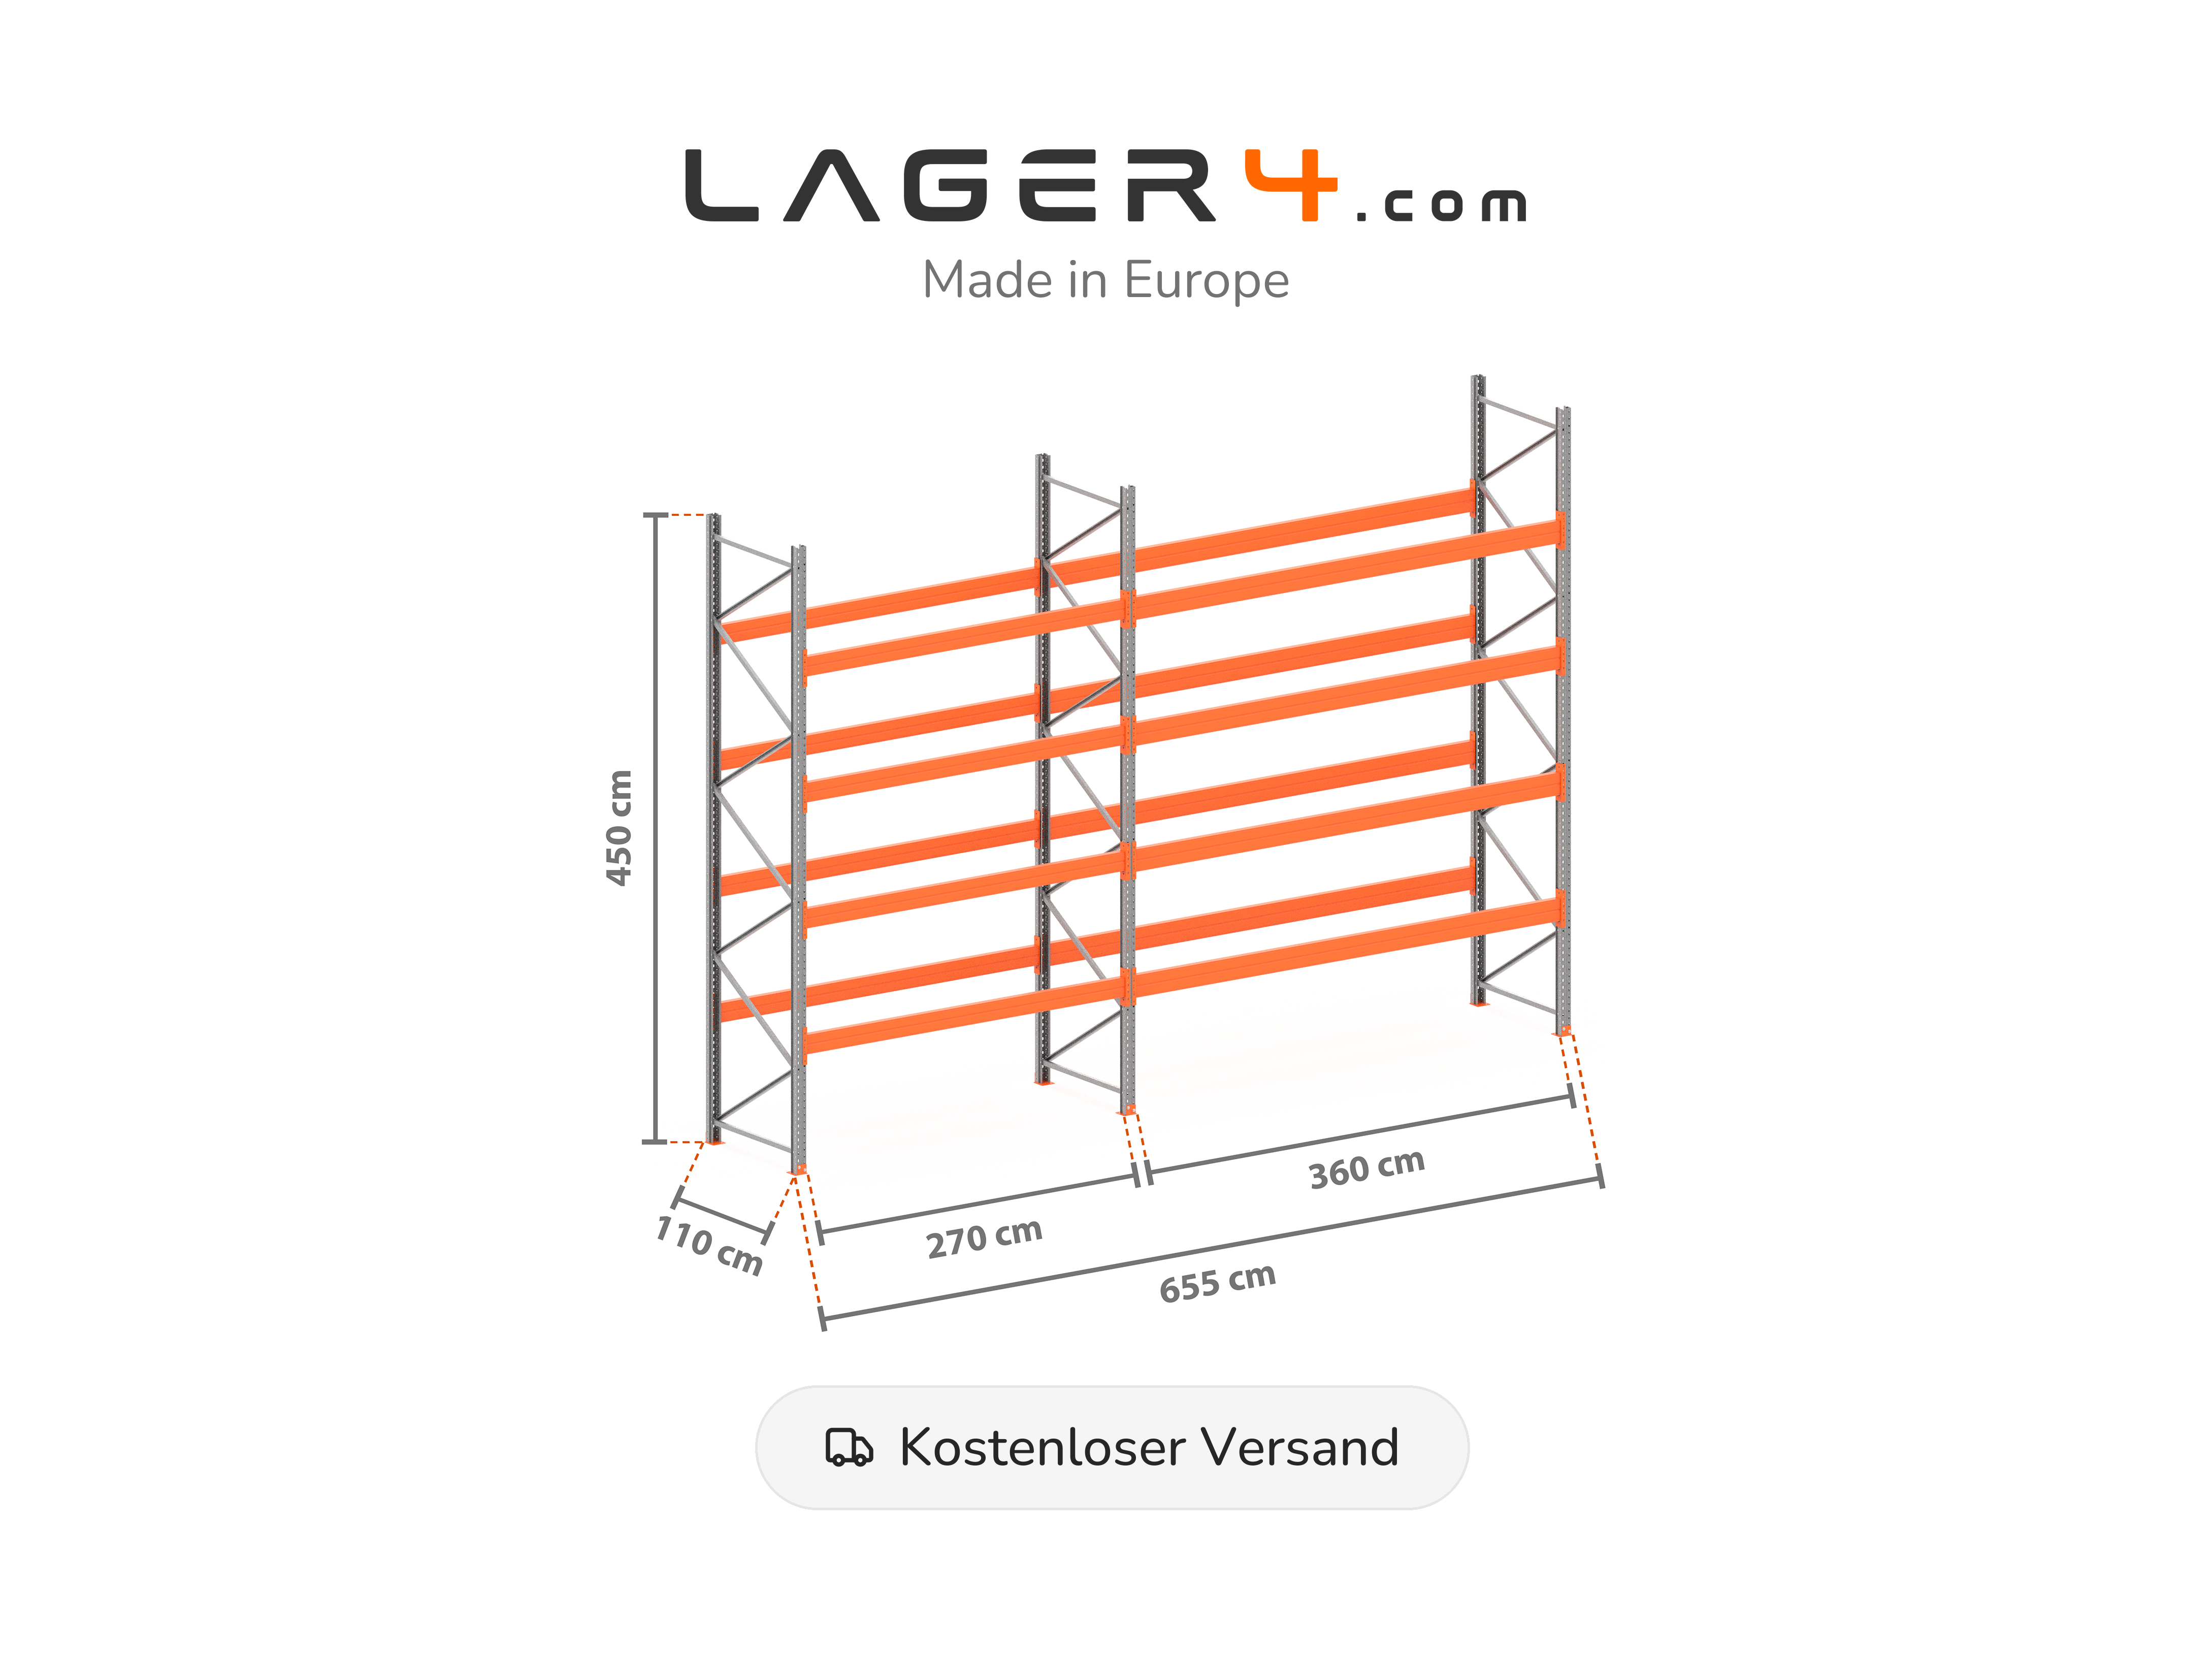 LAGER4.com
Made in Europe
450 cm
110 cm
270 cm
360 cm
655 cm
Kostenloser Versand